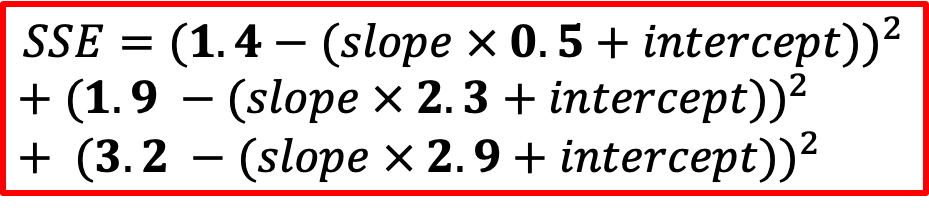 SSE = (1.4 − (slope × 0.5 + intercept))²
+ (1.9 − (slope × 2.3 + intercept))²
+ (3.2 − (slope × 2.9 + intercept))²